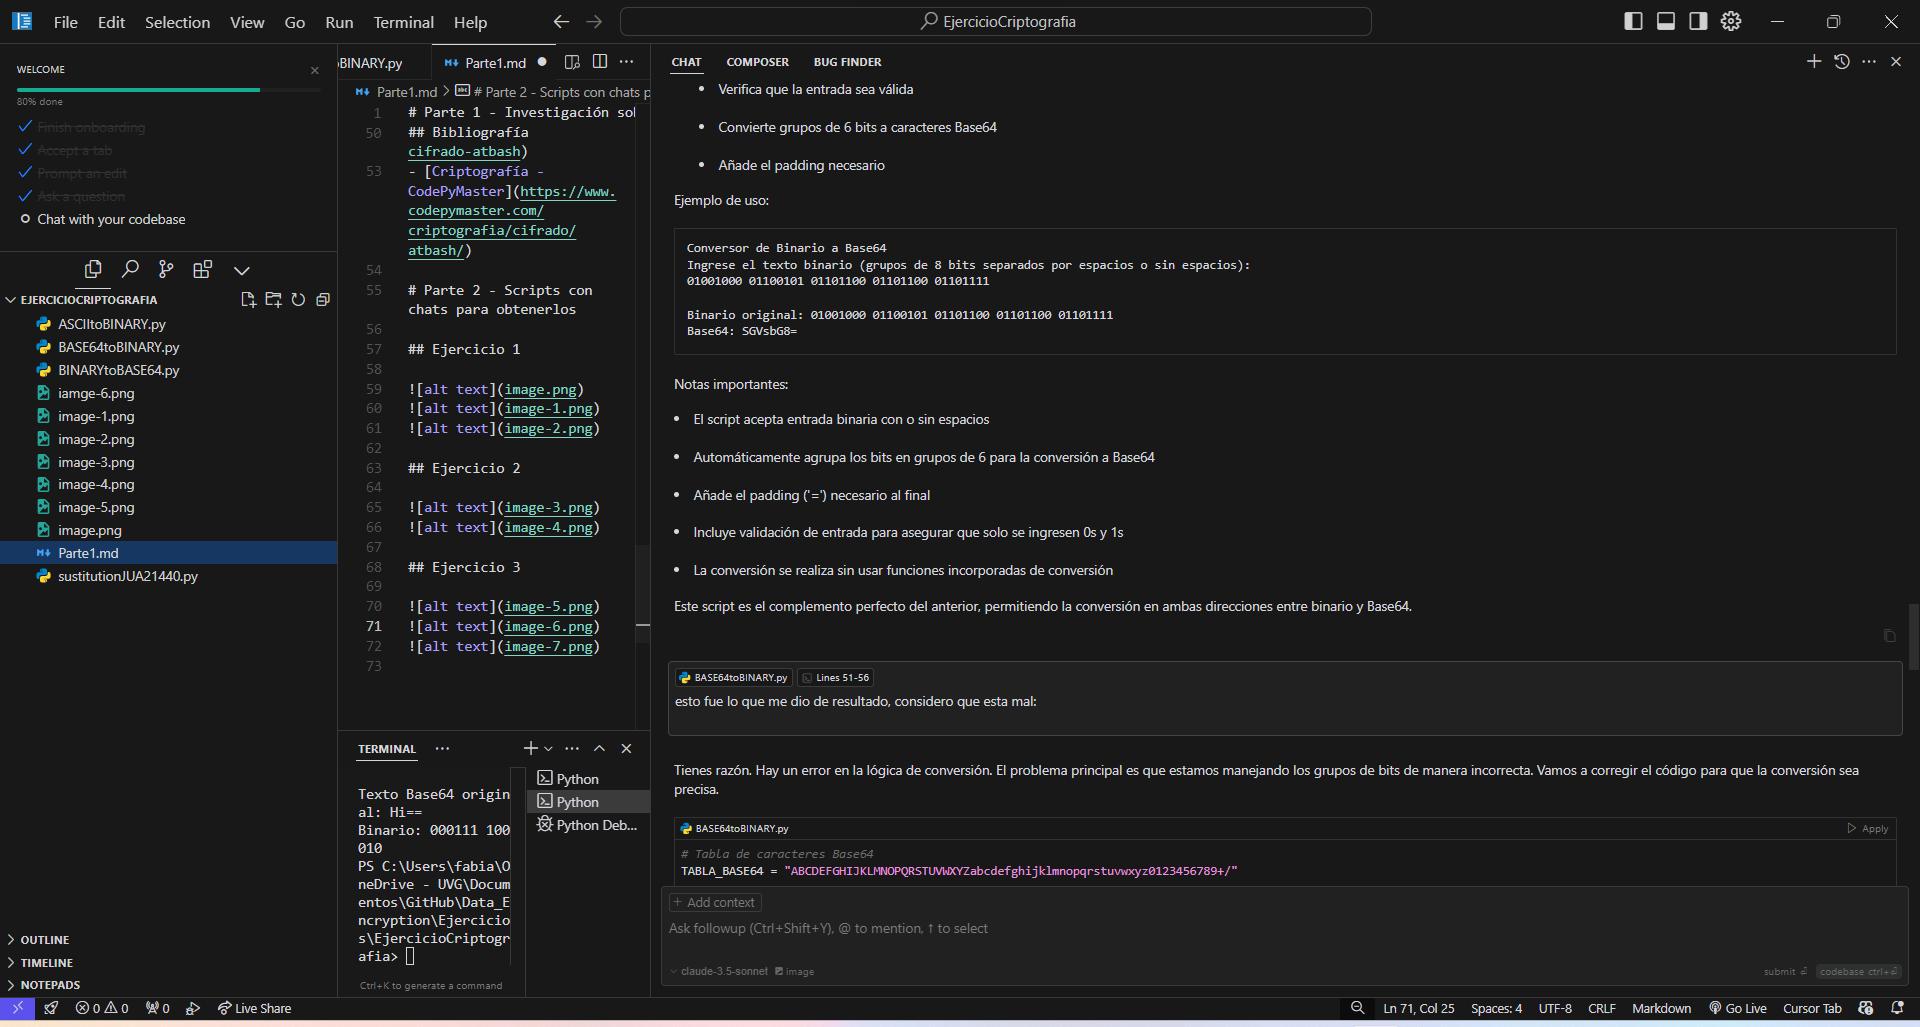 File Edit Selection View Go Run Terminal Help
EjercicioCriptografia
WELCOME
80% done
Finish onboarding
Accept a tab
Prompt an edit
Ask a question
Chat with your codebase
EJERCICIOCRIPTOGRAFIA
ASCIItoBINARY.py
BASE64toBINARY.py
BINARYtoBASE64.py
iamge-6.png
image-1.png
image-2.png
image-3.png
image-4.png
image-5.png
image.png
Parte1.md
sustitutionJUA21440.py
OUTLINE
TIMELINE
NOTEPADS
BINARY.py
Parte1.md
Parte1.md > # Parte 2 - Scripts con chats p
1 # Parte 1 - Investigación sol
50 ## Bibliografía
cifrado-atbash)
53 - [Criptografía -
CodePyMaster](https://www.
codepymaster.com/
criptografia/cifrado/
atbash/)
54
55 # Parte 2 - Scripts con
chats para obtenerlos
56
57 ## Ejercicio 1
58
59 ![alt text](image.png)
60 ![alt text](image-1.png)
61 ![alt text](image-2.png)
62
63 ## Ejercicio 2
64
65 ![alt text](image-3.png)
66 ![alt text](image-4.png)
67
68 ## Ejercicio 3
69
70 ![alt text](image-5.png)
71 ![alt text](image-6.png)
72 ![alt text](image-7.png)
73
TERMINAL
Texto Base64 origin
al: Hi==
Binario: 000111 100
010
PS C:\Users\fabia\O
neDrive - UVG\Docum
entos\GitHub\Data_E
ncryption\Ejercicio
s\EjercicioCriptogr
afia>
Ctrl+K to generate a command
Python
Python
Python Deb...
CHAT COMPOSER BUG FINDER
• Verifica que la entrada sea válida
• Convierte grupos de 6 bits a caracteres Base64
• Añade el padding necesario
Ejemplo de uso:
Conversor de Binario a Base64
Ingrese el texto binario (grupos de 8 bits separados por espacios o sin espacios):
01001000 01100101 01101100 01101100 01101111
Binario original: 01001000 01100101 01101100 01101100 01101111
Base64: SGVsbG8=
Notas importantes:
• El script acepta entrada binaria con o sin espacios
• Automáticamente agrupa los bits en grupos de 6 para la conversión a Base64
• Añade el padding ('=') necesario al final
• Incluye validación de entrada para asegurar que solo se ingresen 0s y 1s
• La conversión se realiza sin usar funciones incorporadas de conversión
Este script es el complemento perfecto del anterior, permitiendo la conversión en ambas direcciones entre binario y Base64.
BASE64toBINARY.py Lines 51-56
esto fue lo que me dio de resultado, considero que esta mal:
Tienes razón. Hay un error en la lógica de conversión. El problema principal es que estamos manejando los grupos de bits de manera incorrecta. Vamos a corregir el código para que la conversión sea
precisa.
BASE64toBINARY.py Apply
# Tabla de caracteres Base64
TABLA_BASE64 = "ABCDEFGHIJKLMNOPQRSTUVWXYZabcdefghijklmnopqrstuvwxyz0123456789+/"
+ Add context
Ask followup (Ctrl+Shift+Y), @ to mention, ↑ to select
claude-3.5-sonnet image
submit codebase ctrl+
0 0 0 Live Share
Ln 71, Col 25 Spaces: 4 UTF-8 CRLF Markdown Go Live Cursor Tab